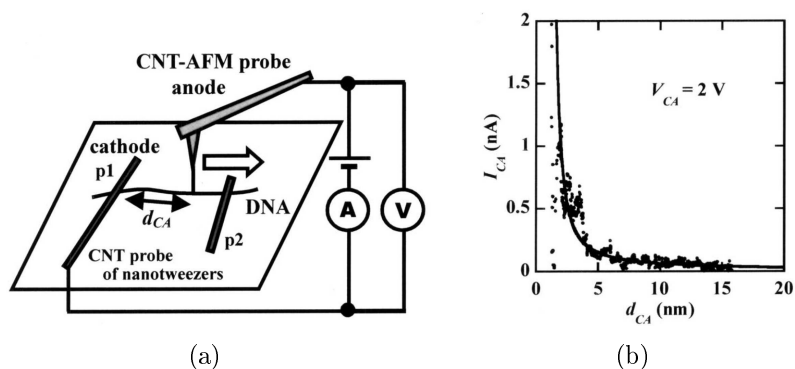 CNT-AFM probe
anode
cathode
p1
d_CA
DNA
CNT probe
of nanotweezers
p2
A
V
(a)
I_CA (nA)
2
1.5
1
0.5
0
V_CA = 2 V
0 5 10 15 20
d_CA (nm)
(b)